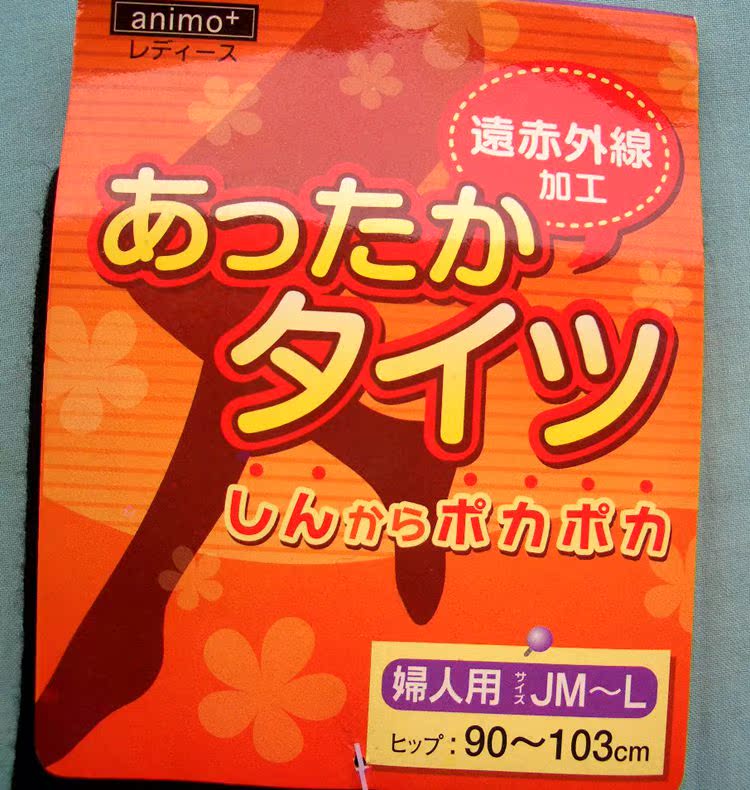 animo+
レディース
遠赤外線
加工
あったか
タイツ
しんからポカポカ
婦人用 サイズ JM〜L
ヒップ：90〜103cm